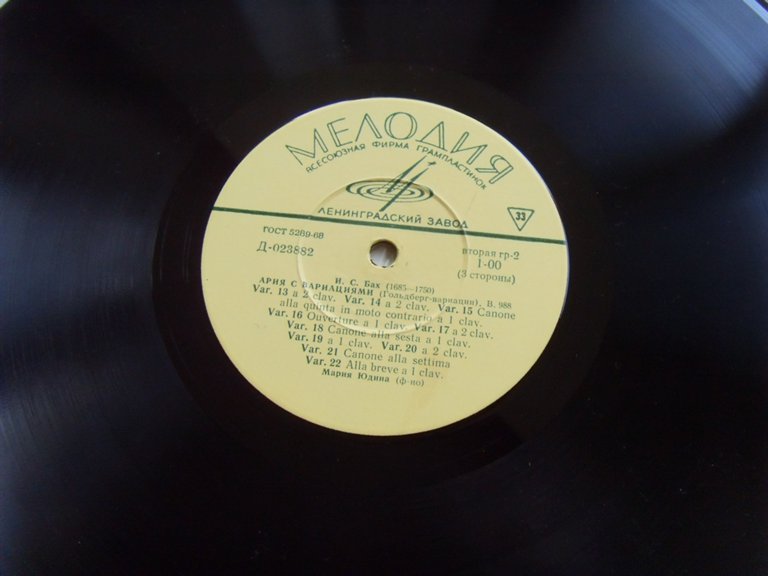 МЕЛОДИЯ
ВСЕСОЮЗНАЯ ФИРМА ГРАМПЛАСТИНОК
ЛЕНИНГРАДСКИЙ ЗАВОД
33
ГОСТ 5289-68
Д-023882
вторая гр-2
1-00
(3 стороны)
И. С. Бах (1685—1750)
АРИЯ С ВАРИАЦИЯМИ (Гольдберг-вариации), B. 988
Var. 13 a 2 clav. Var. 14 a 2 clav. Var. 15 Canone
alla quinta in moto contrario a 1 clav.
Var. 16 Ouverture a 1 clav. Var. 17 a 2 clav.
Var. 18 Canone alla sesta a 1 clav.
Var. 19 a 1 clav. Var. 20 a 2 clav.
Var. 21 Canone alla settima
Var. 22 Alla breve a 1 clav.
Мария Юдина (ф-но)